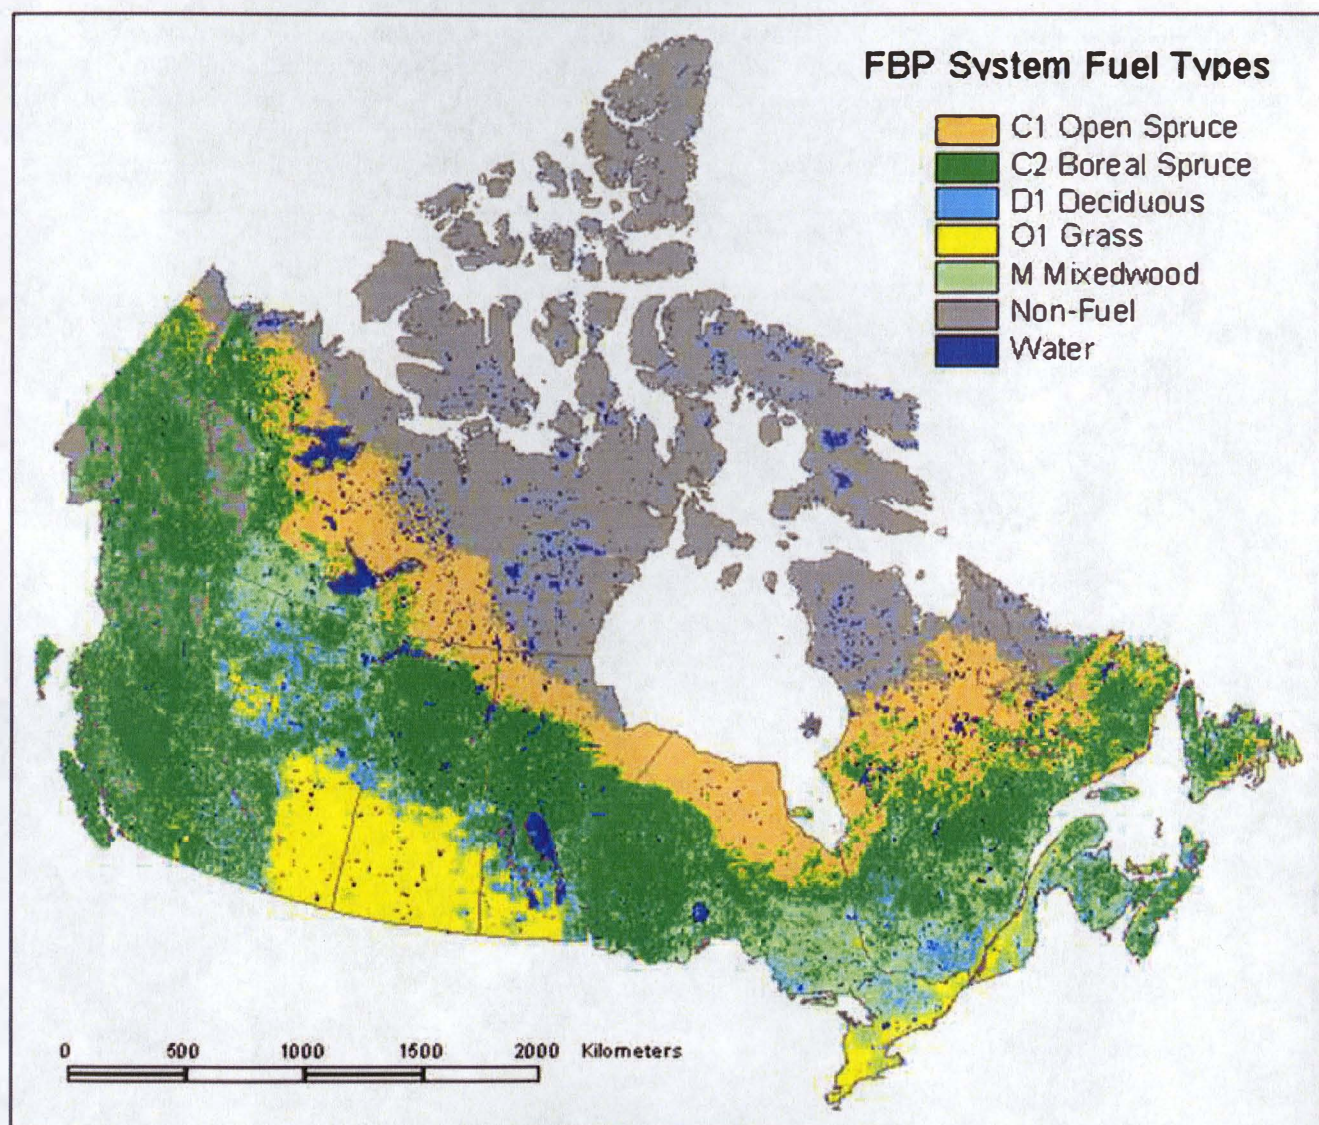 FBP System Fuel Types
C1 Open Spruce
C2 Boreal Spruce
D1 Deciduous
O1 Grass
M Mixedwood
Non-Fuel
Water
0 500 1000 1500 2000 Kilometers